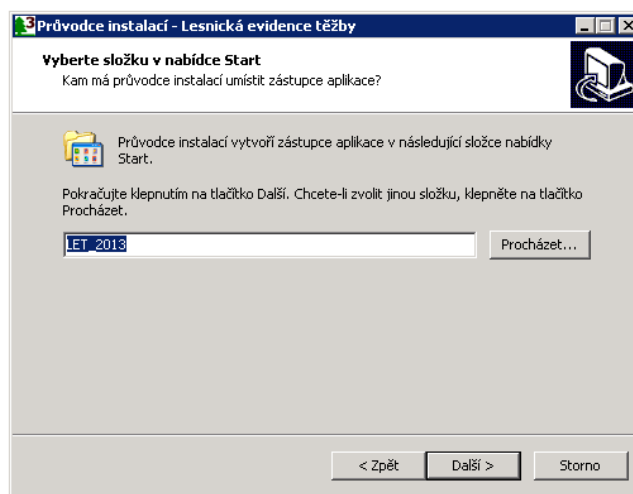 3
Průvodce instalací - Lesnická evidence těžby
Vyberte složku v nabídce Start
Kam má průvodce instalací umístit zástupce aplikace?
Průvodce instalací vytvoří zástupce aplikace v následující složce nabídky
Start.
Pokračujte klepnutím na tlačítko Další. Chcete-li zvolit jinou složku, klepněte na tlačítko
Procházet.
LET_2013
Procházet...
< Zpět
Další >
Storno